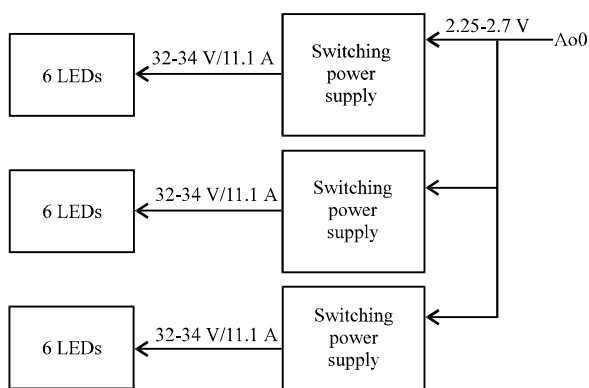 2.25-2.7 V
Ao0
32-34 V/11.1 A
6 LEDs
Switching
power
supply
32-34 V/11.1 A
6 LEDs
Switching
power
supply
32-34 V/11.1 A
6 LEDs
Switching
power
supply